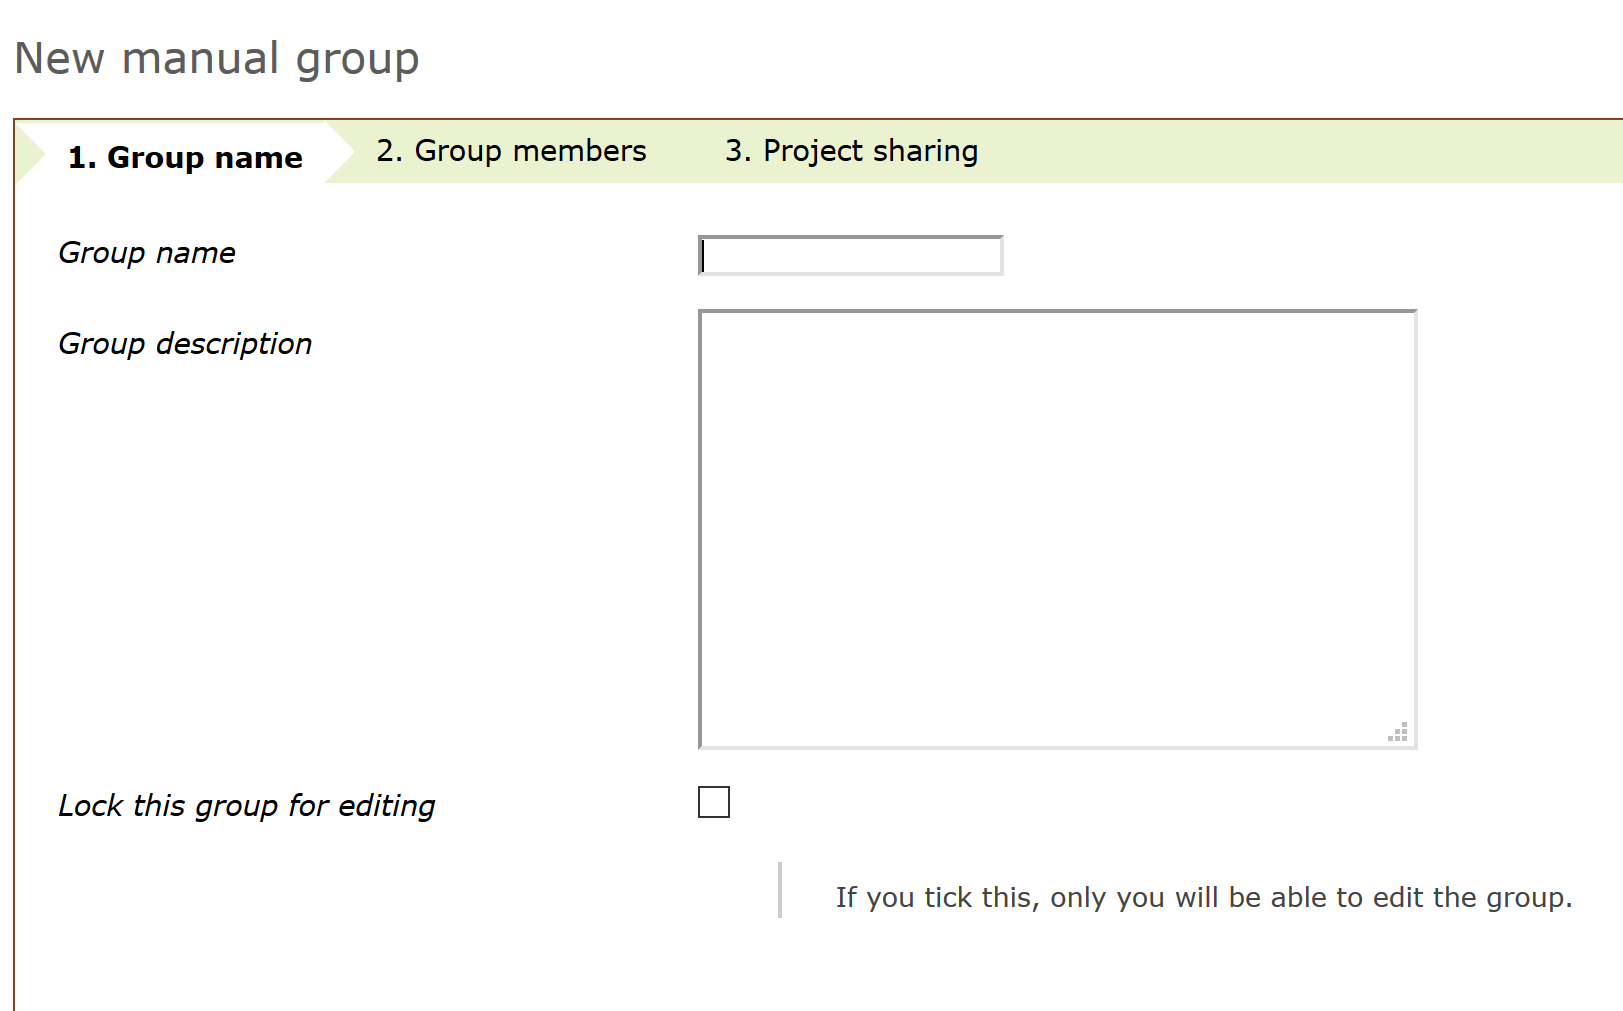 New manual group
1. Group name 2. Group members 3. Project sharing
Group name
Group description
Lock this group for editing
If you tick this, only you will be able to edit the group.